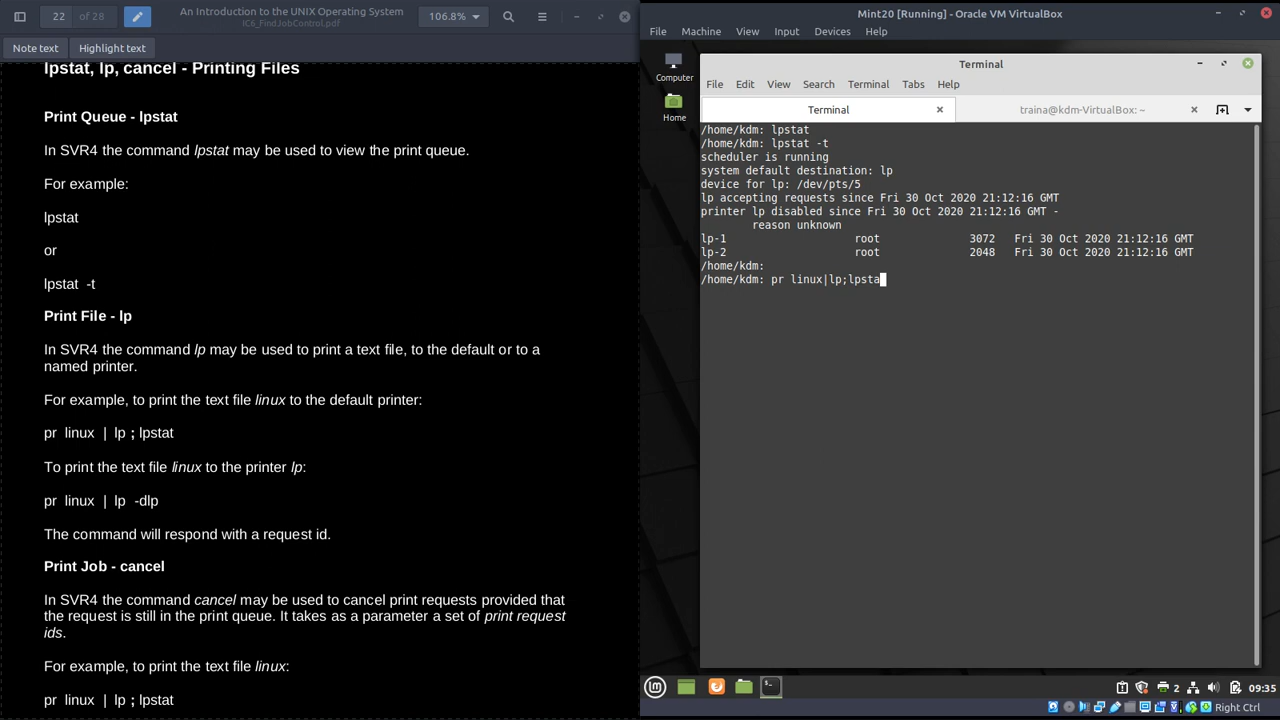 22 of 28
An Introduction to the UNIX Operating System
IC6_FindJobControl.pdf
106.8%
Note text Highlight text
lpstat, lp, cancel - Printing Files
Print Queue - lpstat
In SVR4 the command lpstat may be used to view the print queue.
For example:
lpstat
or
lpstat -t
Print File - lp
In SVR4 the command lp may be used to print a text file, to the default or to a
named printer.
For example, to print the text file linux to the default printer:
pr linux | lp ; lpstat
To print the text file linux to the printer lp:
pr linux | lp -dlp
The command will respond with a request id.
Print Job - cancel
In SVR4 the command cancel may be used to cancel print requests provided that
the request is still in the print queue. It takes as a parameter a set of print request
ids.
For example, to print the text file linux:
pr linux | lp ; lpstat
Mint20 [Running] - Oracle VM VirtualBox
File Machine View Input Devices Help
Computer
Home
Terminal
File Edit View Search Terminal Tabs Help
Terminal traina@kdm-VirtualBox: ~
/home/kdm: lpstat
/home/kdm: lpstat -t
scheduler is running
system default destination: lp
device for lp: /dev/pts/5
lp accepting requests since Fri 30 Oct 2020 21:12:16 GMT
printer lp disabled since Fri 30 Oct 2020 21:12:16 GMT -
reason unknown
lp-1 root 3072 Fri 30 Oct 2020 21:12:16 GMT
lp-2 root 2048 Fri 30 Oct 2020 21:12:16 GMT
/home/kdm:
/home/kdm: pr linux|lp;lpsta
2 09:35
Right Ctrl